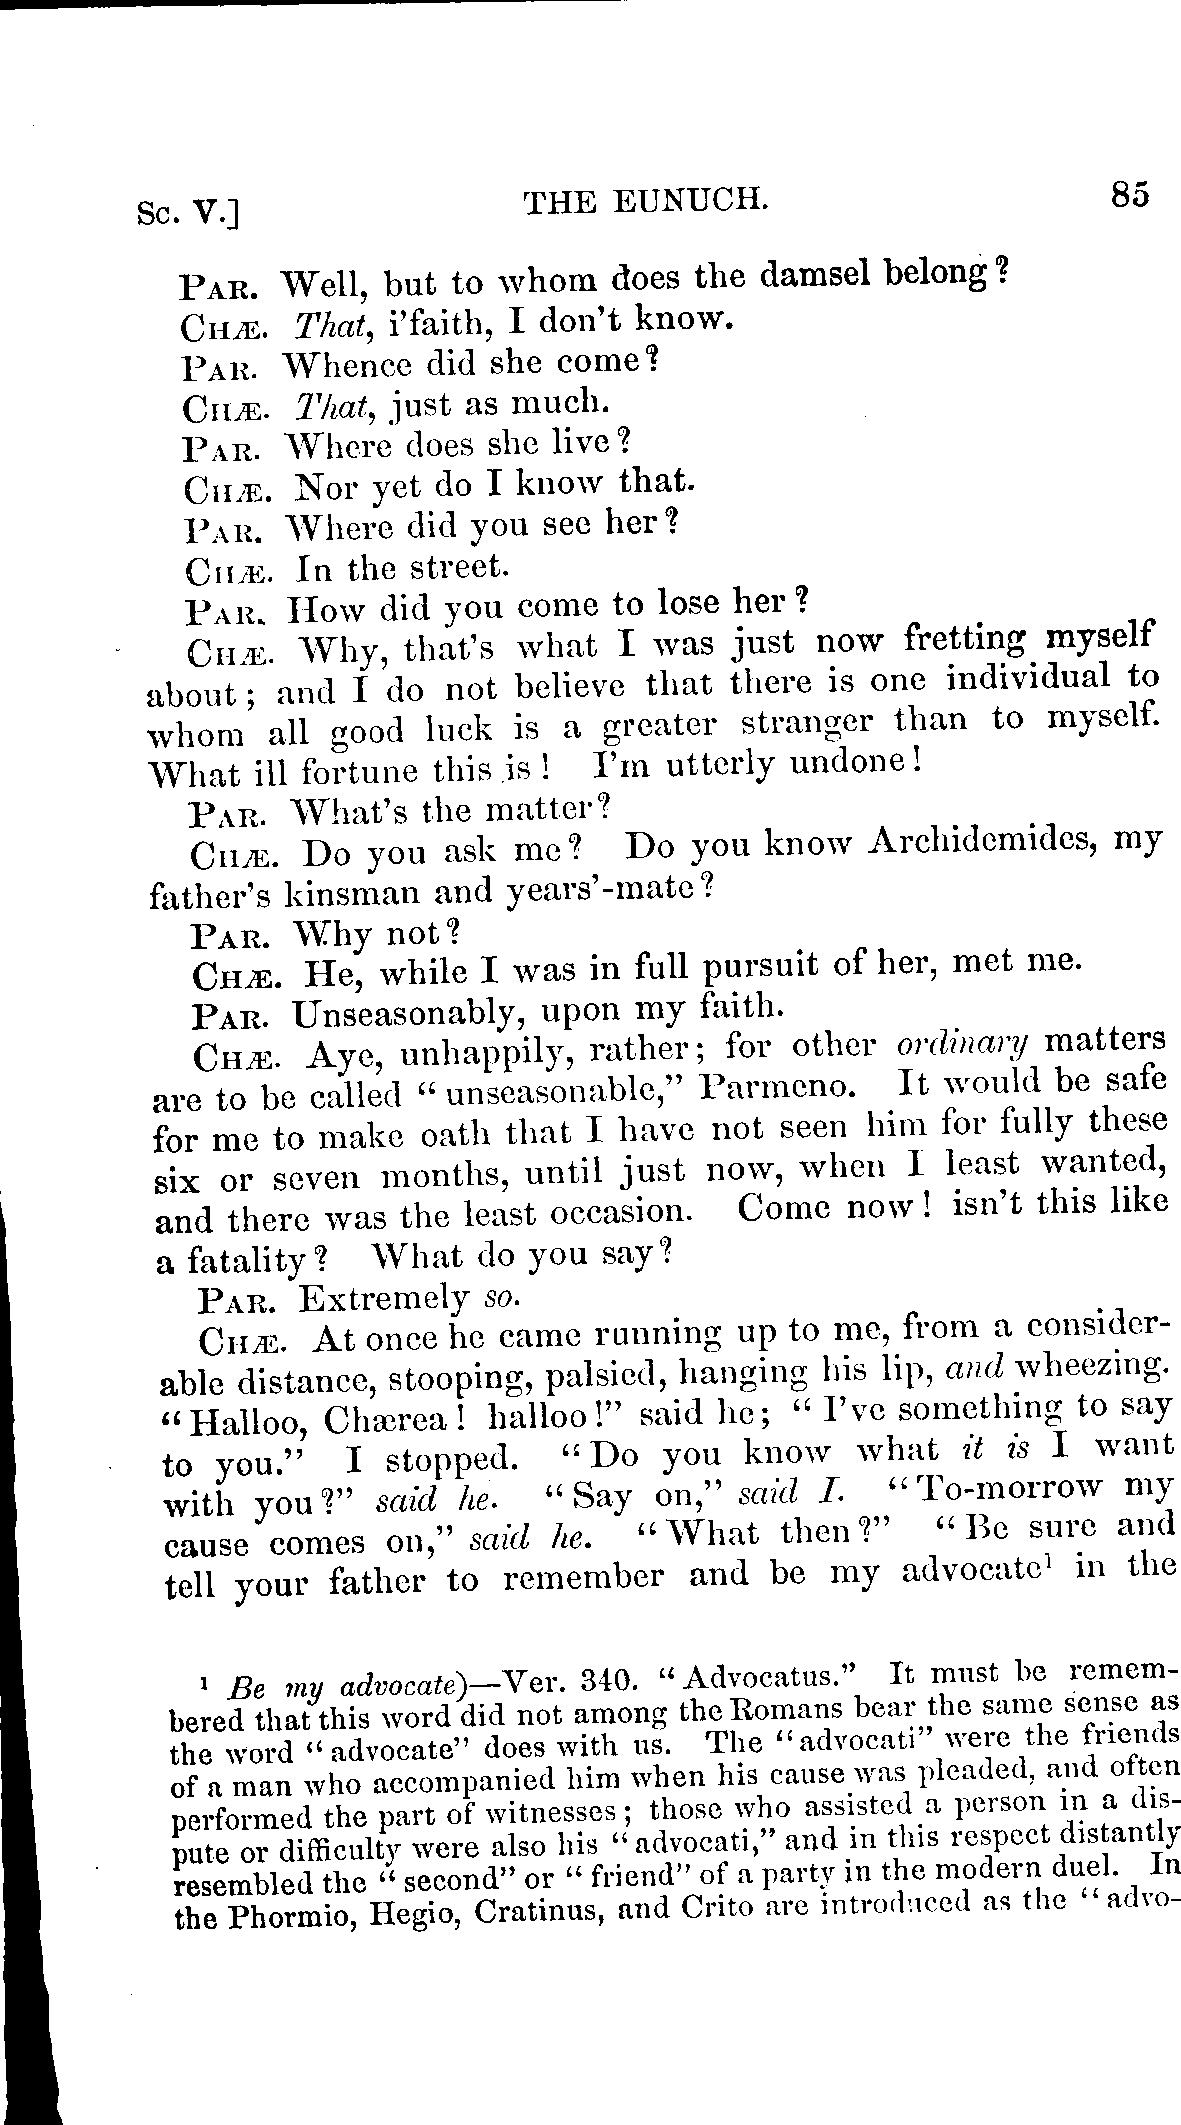 Sc. V.] THE EUNUCH. 85
PAR. Well, but to whom does the damsel belong?
CHÆ. That, i'faith, I don't know.
PAR. Whence did she come?
CHÆ. That, just as much.
PAR. Where does she live?
CHÆ. Nor yet do I know that.
PAR. Where did you see her?
CHÆ. In the street.
PAR. How did you come to lose her?
CHÆ. Why, that's what I was just now fretting myself
about; and I do not believe that there is one individual to
whom all good luck is a greater stranger than to myself.
What ill fortune this is! I'm utterly undone!
PAR. What's the matter?
CHÆ. Do you ask me? Do you know Archidemides, my
father's kinsman and years'-mate?
PAR. Why not?
CHÆ. He, while I was in full pursuit of her, met me.
PAR. Unseasonably, upon my faith.
CHÆ. Aye, unhappily, rather; for other ordinary matters
are to be called "unseasonable," Parmeno. It would be safe
for me to make oath that I have not seen him for fully these
six or seven months, until just now, when I least wanted,
and there was the least occasion. Come now! isn't this like
a fatality? What do you say?
PAR. Extremely so.
CHÆ. At once he came running up to me, from a consider-
able distance, stooping, palsied, hanging his lip, and wheezing.
"Halloo, Chærea! halloo!" said he; "I've something to say
to you." I stopped. "Do you know what it is I want
with you?" said he. "Say on," said I. "To-morrow my
cause comes on," said he. "What then?" "Be sure and
tell your father to remember and be my advocate¹ in the
¹ Be my advocate)—Ver. 340. "Advocatus." It must be remem-
bered that this word did not among the Romans bear the same sense as
the word "advocate" does with us. The "advocati" were the friends
of a man who accompanied him when his cause was pleaded, and often
performed the part of witnesses; those who assisted a person in a dis-
pute or difficulty were also his "advocati," and in this respect distantly
resembled the "second" or "friend" of a party in the modern duel. In
the Phormio, Hegio, Cratinus, and Crito are introduced as the "advo-